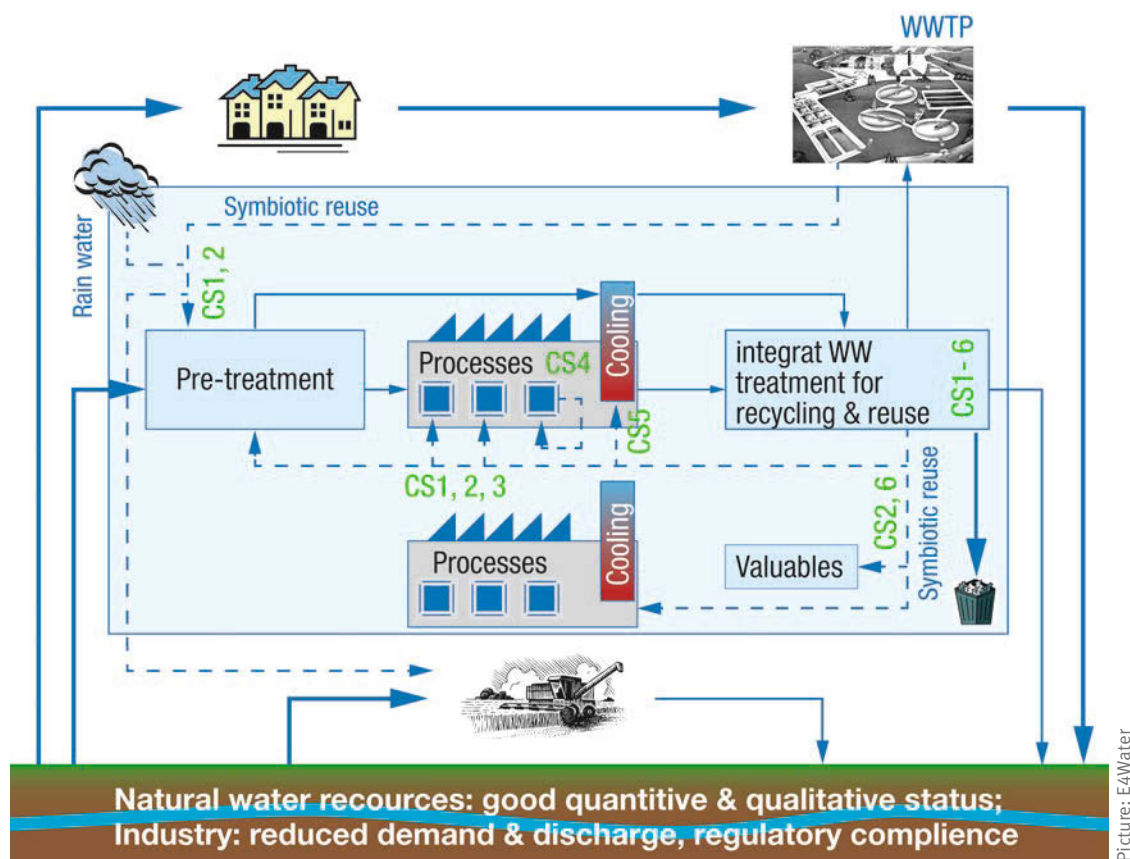 WWTP
Rain water
Symbiotic reuse
CS1, 2
Pre-treatment
Processes
CS4
Cooling
integrat WW
treatment for
recycling & reuse
CS1- 6
CS5
CS1, 2, 3
Processes
Cooling
Valuables
CS2, 6
Symbiotic reuse
Natural water recources: good quantitive & qualitative status;
Industry: reduced demand & discharge, regulatory complience
Picture: E4Water